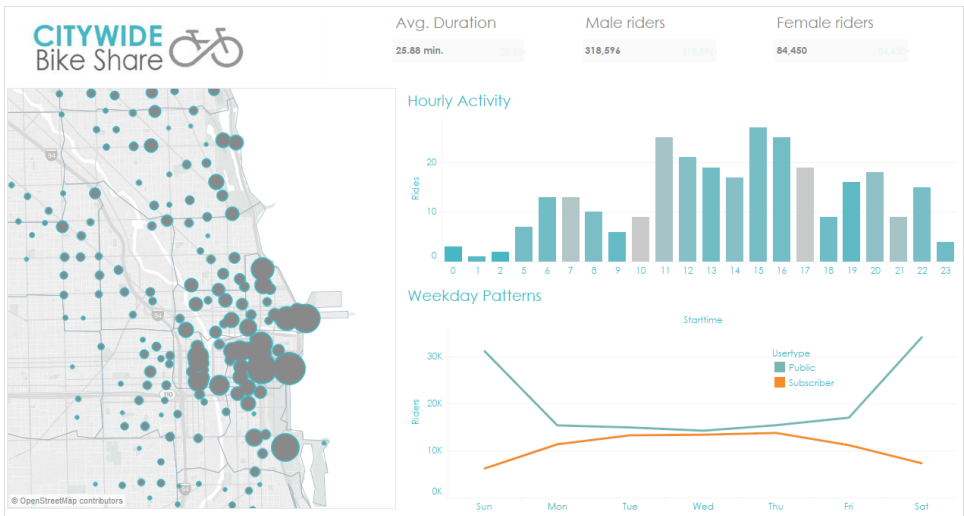 CITYWIDE
Bike Share
Avg. Duration
25.88 min.
Male riders
318,596
Female riders
84,450
94
94
110
© OpenStreetMap contributors
Hourly Activity
Rides
20
10
0
0 1 2 5 6 7 8 9 10 11 12 13 14 15 16 17 18 19 20 21 22 23
Weekday Patterns
Starttime
Usertype
Public
Subscriber
Riders
30K
20K
10K
0K
Sun Mon Tue Wed Thu Fri Sat